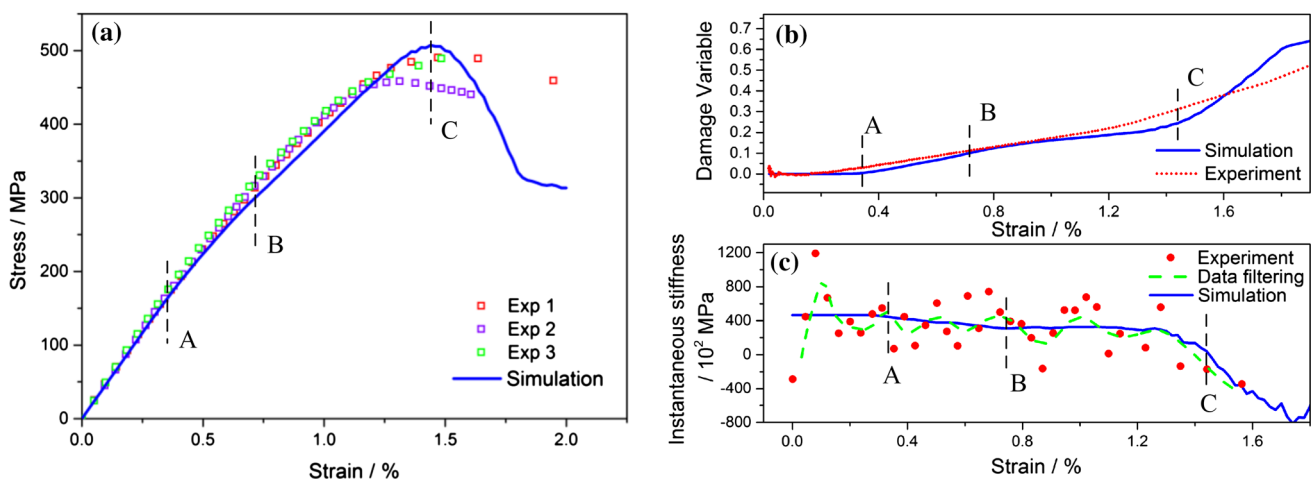 (a)
Stress / MPa
500
400
300
200
100
0
A
B
C
Exp 1
Exp 2
Exp 3
Simulation
0.0 0.5 1.0 1.5 2.0
Strain / %
(b)
Damage Variable
0.7
0.6
0.5
0.4
0.3
0.2
0.1
0.0
A
B
C
Simulation
Experiment
0.0 0.4 0.8 1.2 1.6
Strain / %
(c)
Instantaneous stiffness
/ 10² MPa
1200
800
400
0
-400
-800
A
B
C
Experiment
Data filtering
Simulation
0.0 0.4 0.8 1.2 1.6
Strain / %